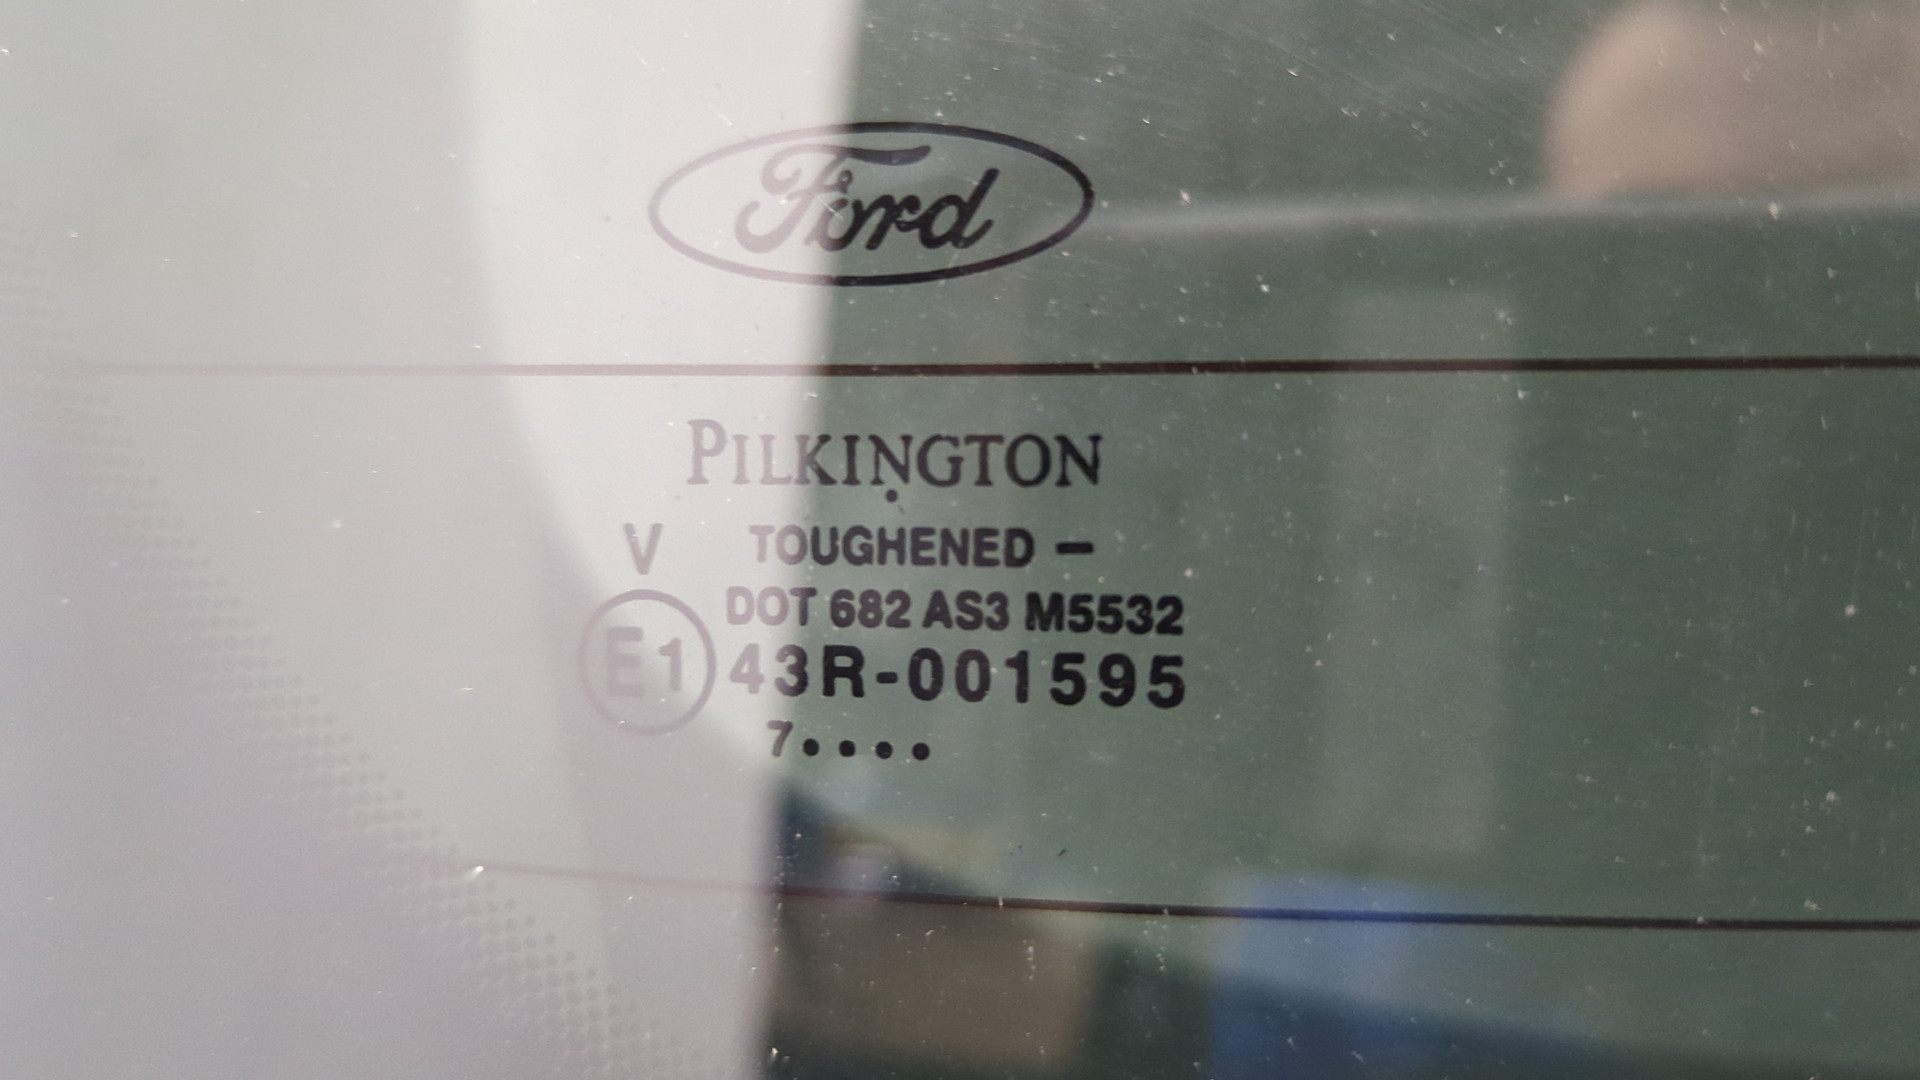 Ford
PILKINGTON
V TOUGHENED –
DOT 682 AS3 M5532
E1 43R-001595
7••••